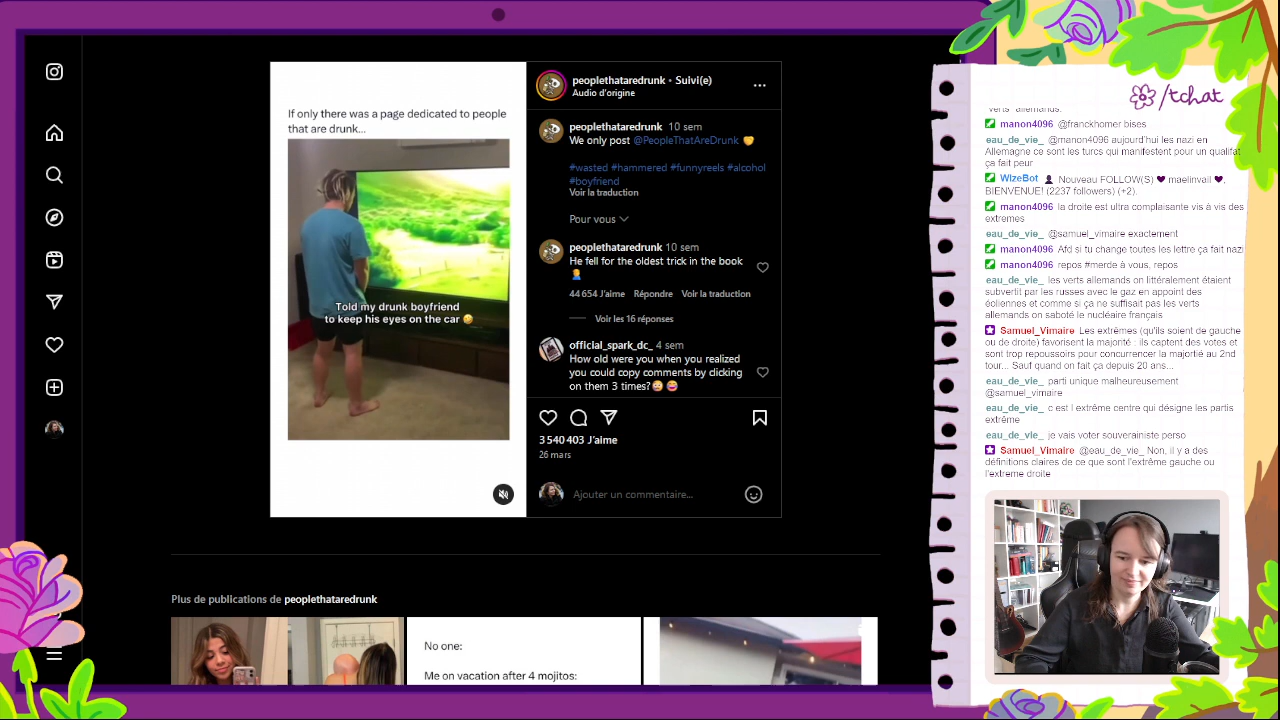 If only there was a page dedicated to people
that are drunk...
Told my drunk boyfriend
to keep his eyes on the car
peoplethataredrunk • Suivi(e)
Audio d'origine
peoplethataredrunk 10 sem
We only post @PeopleThatAreDrunk
#wasted #hammered #funnyreels #alcohol
#boyfriend
Voir la traduction
Pour vous
peoplethataredrunk 10 sem
He fell for the oldest trick in the book
44 654 J'aime Répondre Voir la traduction
Voir les 16 réponses
official_spark_dc_ 4 sem
How old were you when you realized
you could copy comments by clicking
on them 3 times?
3 540 403 J'aime
26 mars
Ajouter un commentaire...
Plus de publications de peoplethataredrunk
No one:
Me on vacation after 4 mojitos:
/tchat
verts allemands.
manon4096 @franckhomer bises
eau_de_vie_ @manon4096 aujourd'hui les nazi en
Allemagne ce sont les turcs qui manifestent pour un qualifat
ça fait peur
WizeBot Nouveau FOLLOW(S) ♥ maelinvail ♥,
BIENVENUE! (2237 followers) (+2).
manon4096 la droite est ultra complaisante vis à vis des
extremes
eau_de_vie_ @samuel_vimaire exactement
manon4096 Afd si tu change toutes les lettres ça fait nazi
manon4096 repos #merde à vous, repos
eau_de_vie_ les verts allemands on littéralement étaient
subvertit par les russes avec le gaz en appoint des
éoliennes et comme si ça ne suffisait pas les verts
allemands on saboté le nucléaire français
Samuel_Vimaire Les extrêmes (qu'ils soient de gauche
ou de droite) favorisent la majorité : ils captent des votes et
sont trop repoussoirs pour concurrencer la majortié au 2nd
tour... Sauf quand on fait ça depuis 20 ans...
eau_de_vie_ parti unique malheureusement
@samuel_vimaire
eau_de_vie_ c est l extrême centre qui désigne les partis
extrême
eau_de_vie_ je vais voter souverainiste perso
Samuel_Vimaire @eau_de_vie_ Non, il y a des
définitions claires de ce que sont l'extrême gauche ou
l'extreme droite